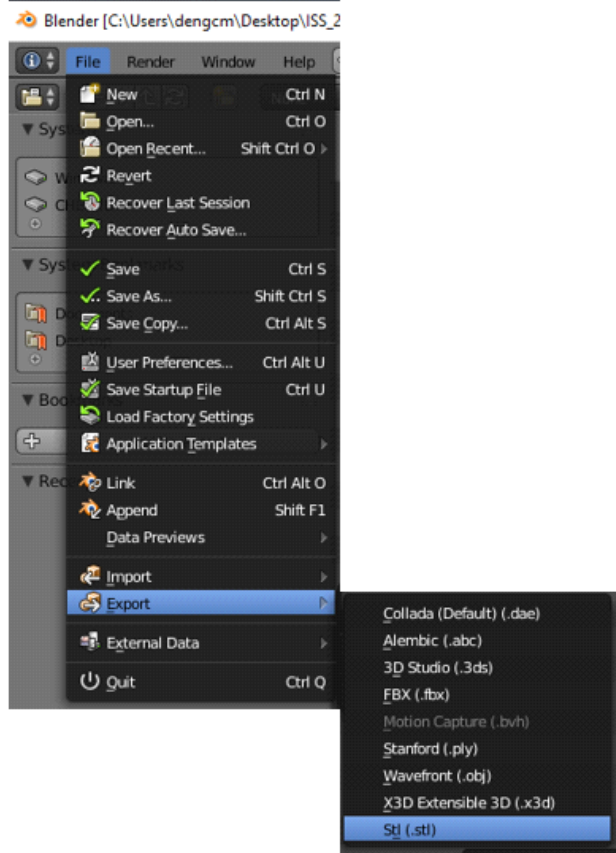 Blender [C:\Users\dengcm\Desktop\ISS_2
File Render Window Help
New Ctrl N
Open... Ctrl O
Open Recent... Shift Ctrl O
Revert
Recover Last Session
Recover Auto Save...
Save Ctrl S
Save As... Shift Ctrl S
Save Copy... Ctrl Alt S
User Preferences... Ctrl Alt U
Save Startup File Ctrl U
Load Factory Settings
Application Templates
Link Ctrl Alt O
Append Shift F1
Data Previews
Import
Export
External Data
Quit Ctrl Q
Collada (Default) (.dae)
Alembic (.abc)
3D Studio (.3ds)
FBX (.fbx)
Motion Capture (.bvh)
Stanford (.ply)
Wavefront (.obj)
X3D Extensible 3D (.x3d)
Stl (.stl)